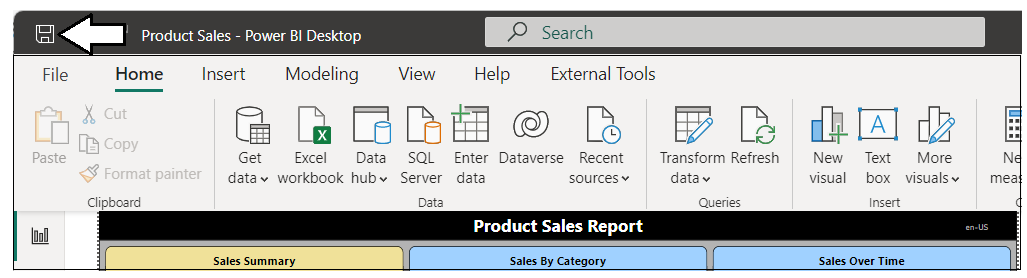 Product Sales - Power BI Desktop
Search
File Home Insert Modeling View Help External Tools
Paste
Cut
Copy
Format painter
Clipboard
Get data
Excel workbook
Data hub
SQL Server
Enter data
Dataverse
Recent sources
Data
Transform data
Refresh
Queries
New visual
A
Text box
More visuals
Insert
Product Sales Report
en-US
Sales Summary
Sales By Category
Sales Over Time